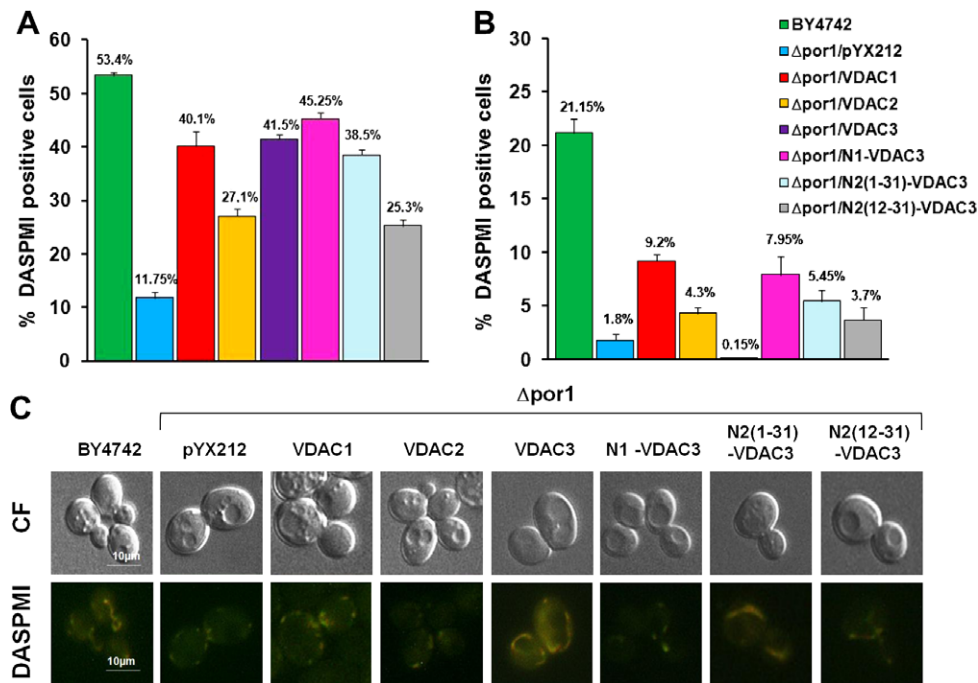 A
% DASPMI positive cells
60
50
40
30
20
10
0
53.4%
11.75%
40.1%
27.1%
41.5%
45.25%
38.5%
25.3%
B
% DASPMI positive cells
30
25
20
15
10
5
0
21.15%
1.8%
9.2%
4.3%
0.15%
7.95%
5.45%
3.7%
BY4742
Δpor1/pYX212
Δpor1/VDAC1
Δpor1/VDAC2
Δpor1/VDAC3
Δpor1/N1-VDAC3
Δpor1/N2(1-31)-VDAC3
Δpor1/N2(12-31)-VDAC3
C
Δpor1
BY4742
pYX212
VDAC1
VDAC2
VDAC3
N1 -VDAC3
N2(1-31)
-VDAC3
N2(12-31)
-VDAC3
CF
10µm
DASPMI
10µm